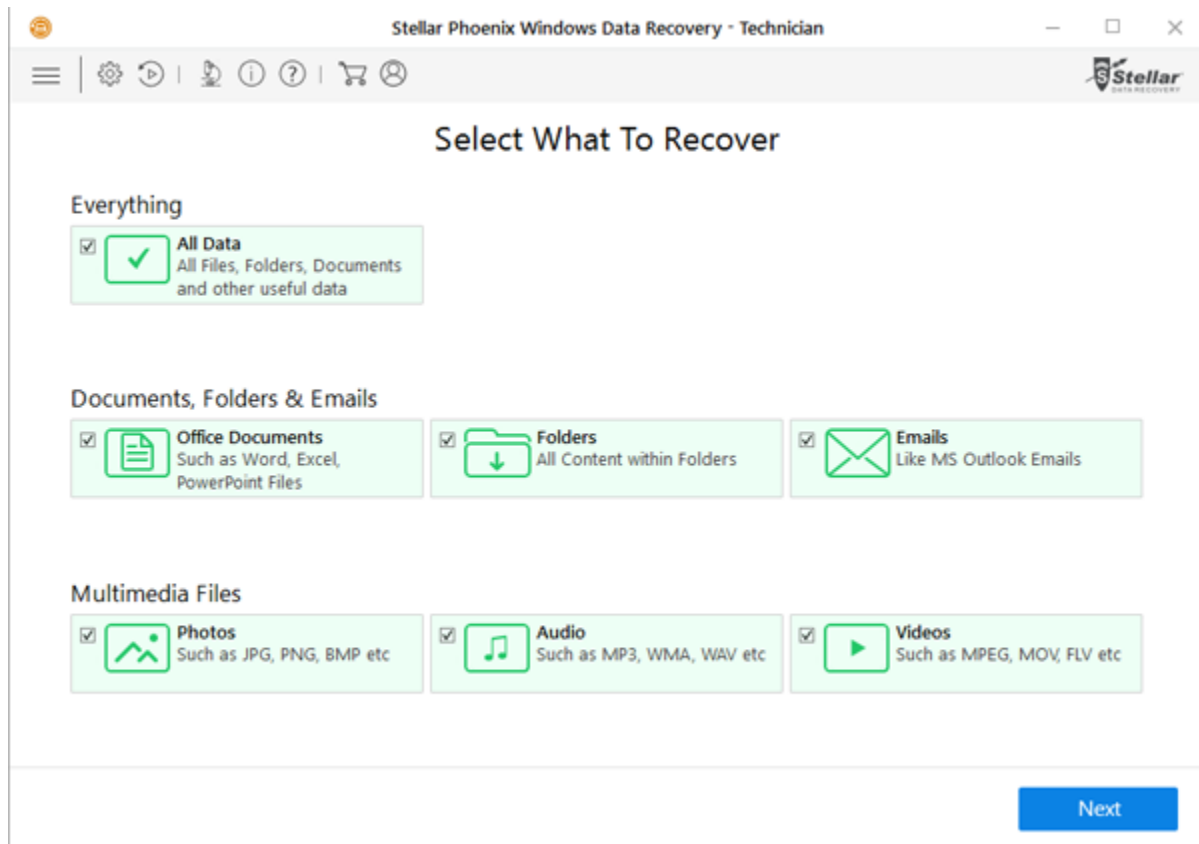 Stellar Phoenix Windows Data Recovery - Technician
Stellar
DATA RECOVERY
Select What To Recover
Everything
All Data
All Files, Folders, Documents
and other useful data
Documents, Folders & Emails
Office Documents
Such as Word, Excel,
PowerPoint Files
Folders
All Content within Folders
Emails
Like MS Outlook Emails
Multimedia Files
Photos
Such as JPG, PNG, BMP etc
Audio
Such as MP3, WMA, WAV etc
Videos
Such as MPEG, MOV, FLV etc
Next